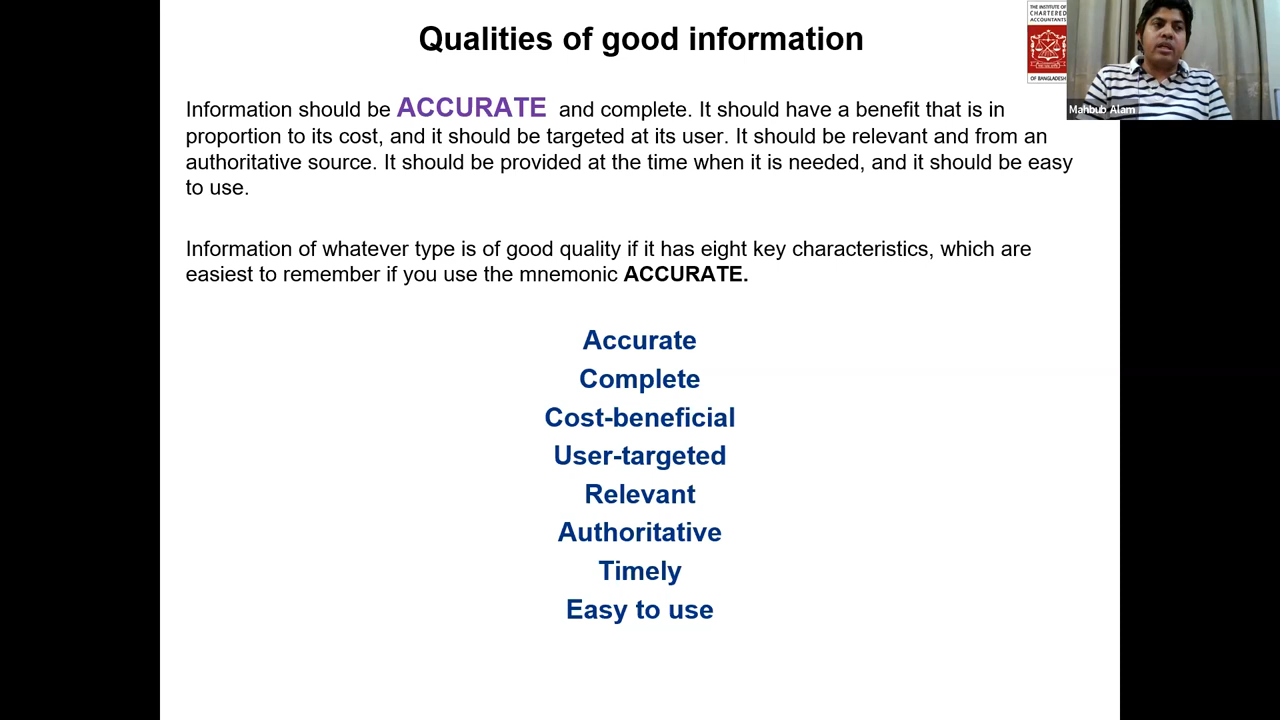 Qualities of good information
THE INSTITUTE OF
CHARTERED
ACCOUNTANTS
OF BANGLADESH
Mahbub Alam
Information should be ACCURATE and complete. It should have a benefit that is in
proportion to its cost, and it should be targeted at its user. It should be relevant and from an
authoritative source. It should be provided at the time when it is needed, and it should be easy
to use.
Information of whatever type is of good quality if it has eight key characteristics, which are
easiest to remember if you use the mnemonic ACCURATE.
Accurate
Complete
Cost-beneficial
User-targeted
Relevant
Authoritative
Timely
Easy to use